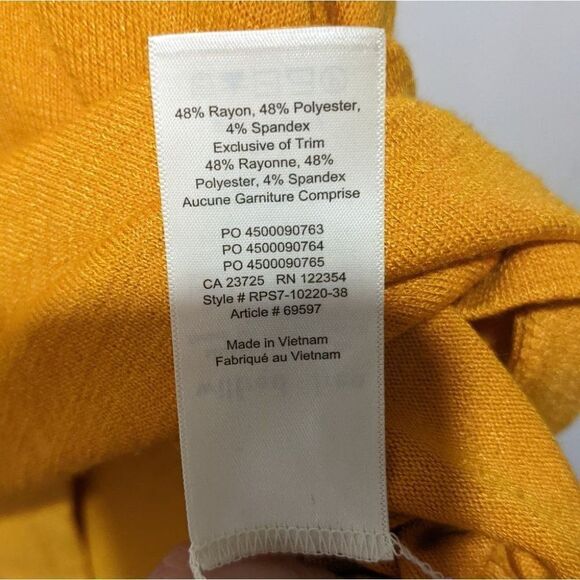 48% Rayon, 48% Polyester,
4% Spandex
Exclusive of Trim
48% Rayonne, 48%
Polyester, 4% Spandex
Aucune Garniture Comprise
PO 4500090763
PO 4500090764
PO 4500090765
CA 23725 RN 122354
Style # RPS7-10220-38
Article # 69597
Made in Vietnam
Fabriqué au Vietnam